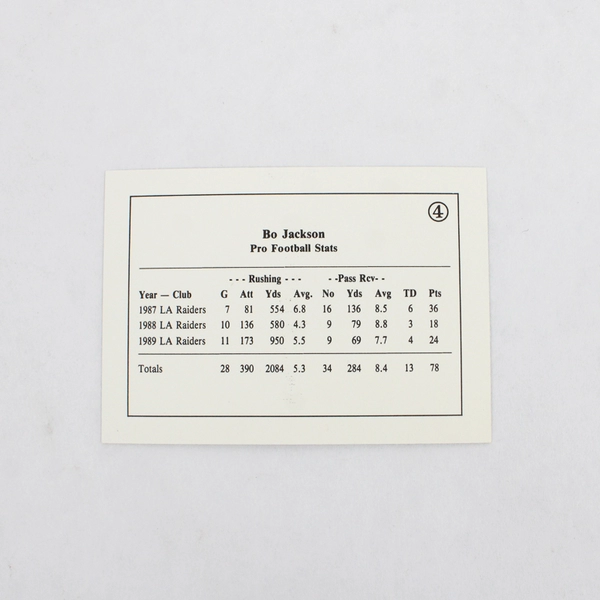 ④
Bo Jackson
Pro Football Stats
- - - Rushing - - - - -Pass Rcv- -
Year — Club G Att Yds Avg. No Yds Avg TD Pts
1987 LA Raiders 7 81 554 6.8 16 136 8.5 6 36
1988 LA Raiders 10 136 580 4.3 9 79 8.8 3 18
1989 LA Raiders 11 173 950 5.5 9 69 7.7 4 24
Totals 28 390 2084 5.3 34 284 8.4 13 78